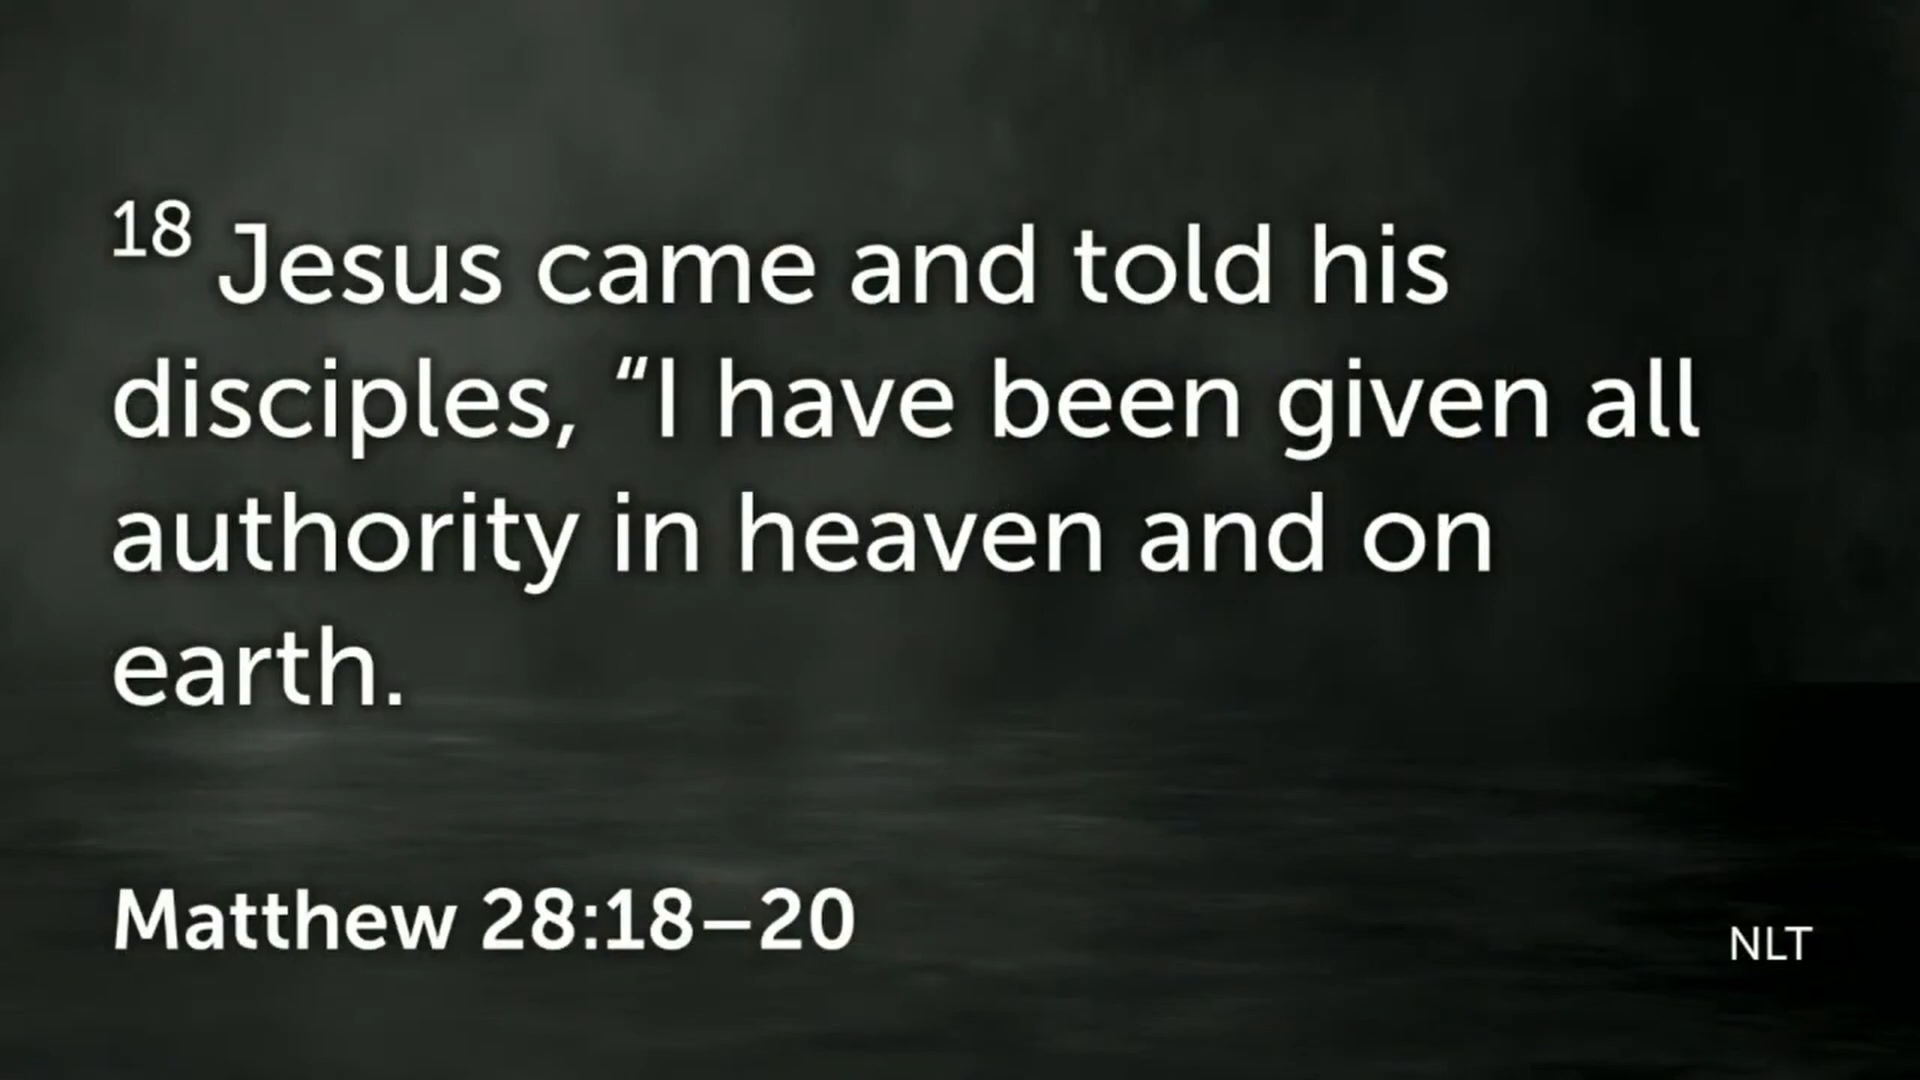 18 Jesus came and told his
disciples, “I have been given all
authority in heaven and on
earth.
Matthew 28:18–20
NLT